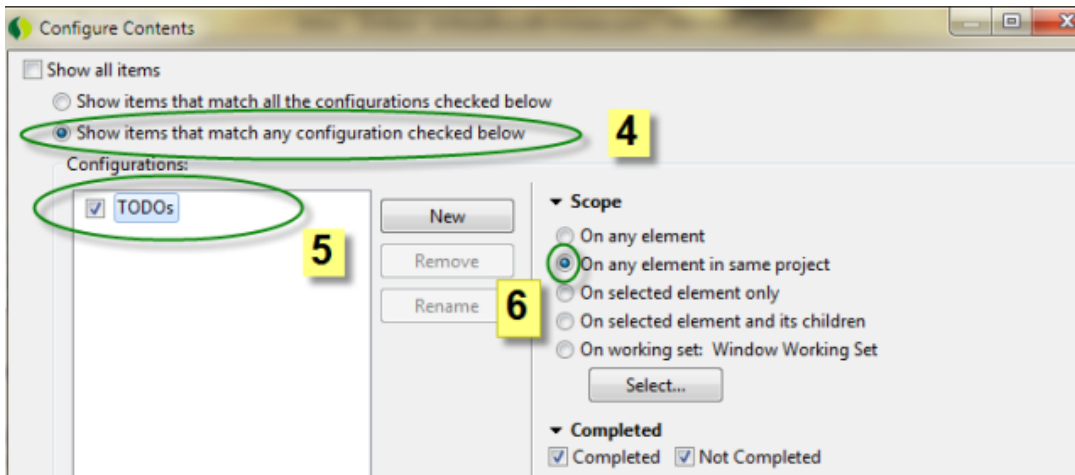 Configure Contents
Show all items
Show items that match all the configurations checked below
Show items that match any configuration checked below
4
Configurations:
TODOs
5
New
Remove
Rename
6
Scope
On any element
On any element in same project
On selected element only
On selected element and its children
On working set: Window Working Set
Select...
Completed
Completed Not Completed